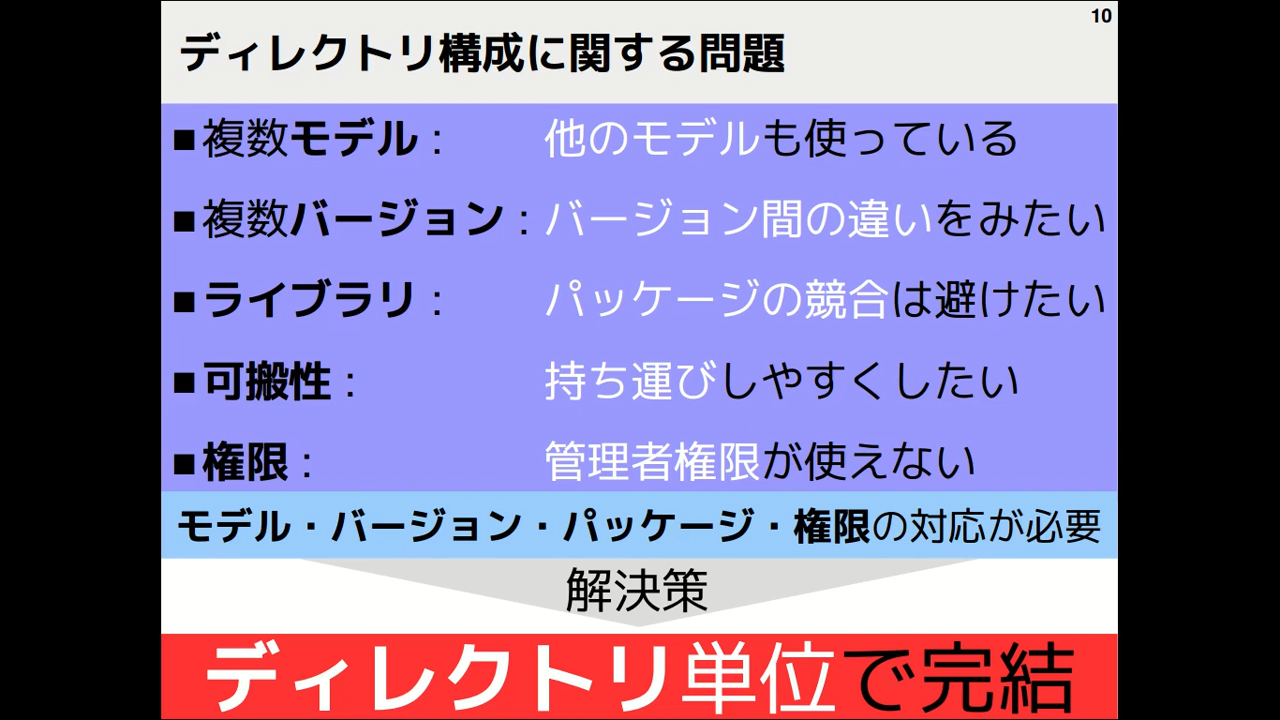 10
ディレクトリ構成に関する問題
■複数モデル : 他のモデルも使っている
■複数バージョン : バージョン間の違いをみたい
■ライブラリ : パッケージの競合は避けたい
■可搬性 : 持ち運びしやすくしたい
■権限 : 管理者権限が使えない
モデル・バージョン・パッケージ・権限の対応が必要
解決策
ディレクトリ単位で完結